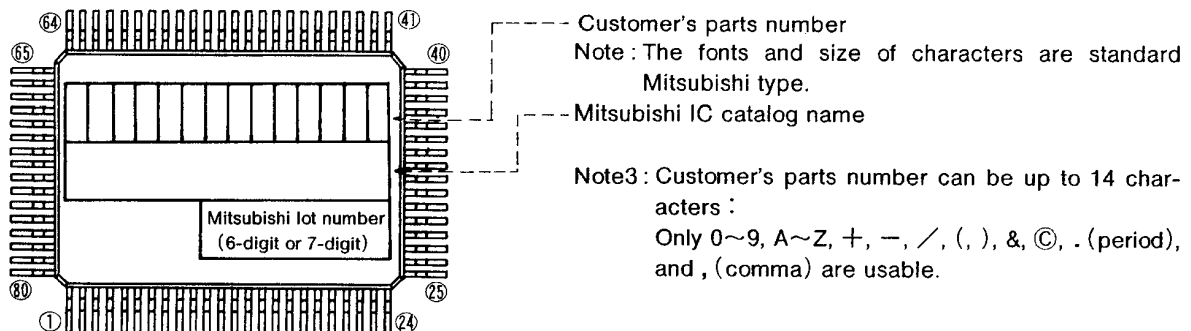 64
41
65
40
Customer's parts number
Note : The fonts and size of characters are standard
Mitsubishi type.
Mitsubishi IC catalog name
Note3 : Customer's parts number can be up to 14 char-
acters :
Only 0~9, A~Z, +, −, /, (, ), &, ©, . (period),
and , (comma) are usable.
Mitsubishi lot number
(6-digit or 7-digit)
80
25
1
24